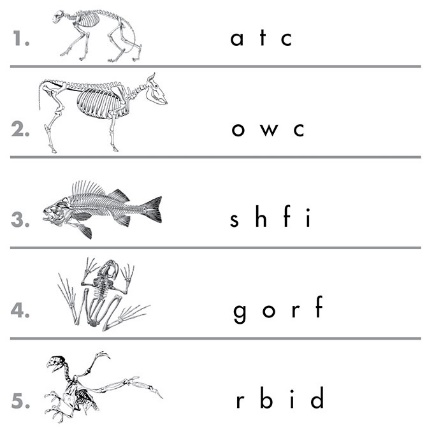 1. a t c
2. o w c
3. s h f i
4. g o r f
5. r b i d